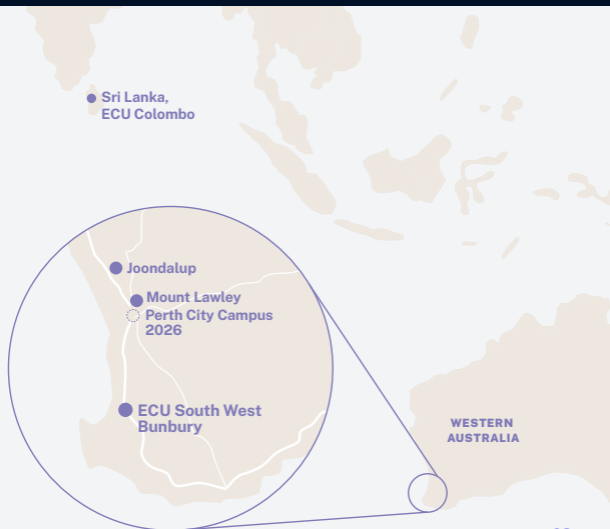 Sri Lanka,
ECU Colombo
Joondalup
Mount Lawley
Perth City Campus
2026
ECU South West
Bunbury
WESTERN
AUSTRALIA